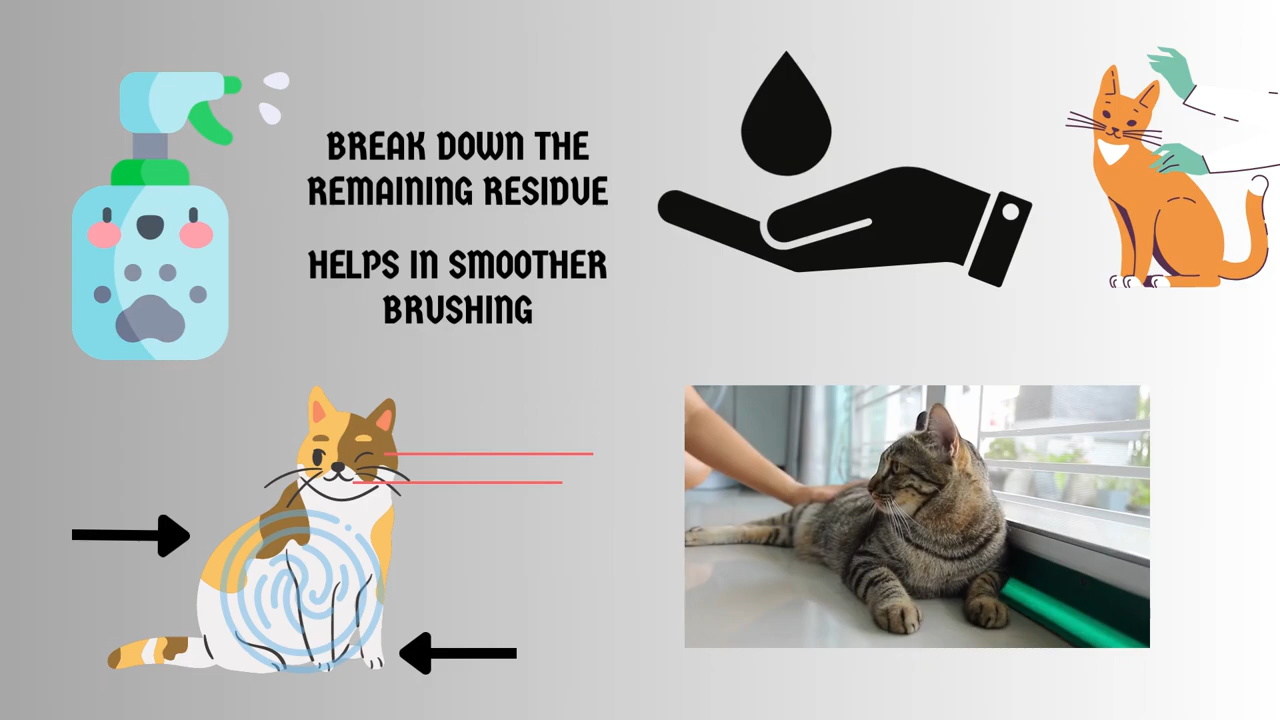 BREAK DOWN THE
REMAINING RESIDUE
HELPS IN SMOOTHER
BRUSHING